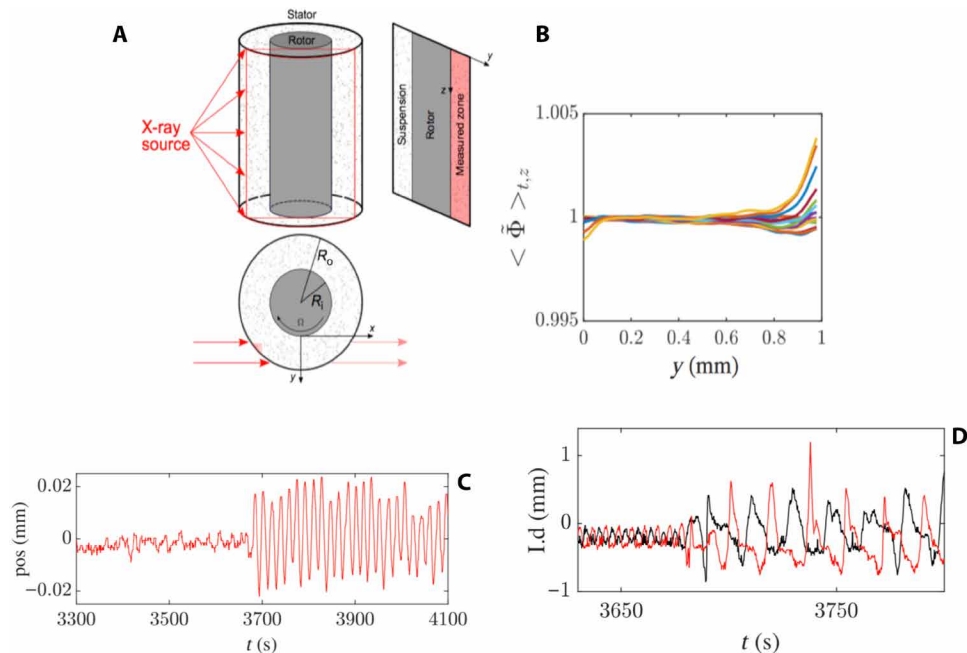 A
Stator
Rotor
X-ray
source
Suspension
Rotor
Measured zone
y
z
R_o
R_i
Ω
x
y
B
1.005
1
0.995
< Φ̃ >_{t,z}
0 0.2 0.4 0.6 0.8 1
y (mm)
C
pos (mm)
0.02
0
−0.02
3300 3500 3700 3900 4100
t (s)
D
I.d (mm)
1
0
−1
3650 3750
t (s)